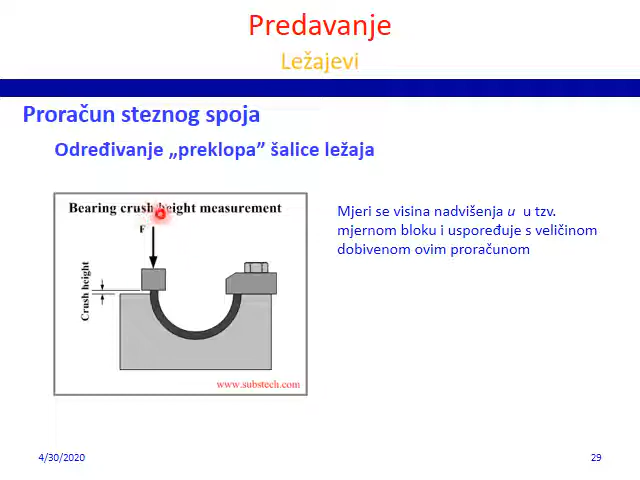 Predavanje
Ležajevi
Proračun steznog spoja
Određivanje „preklopa” šalice ležaja
Bearing crush height measurement
F
Crush height
www.substech.com
Mjeri se visina nadvišenja u u tzv.
mjernom bloku i uspoređuje s veličinom
dobivenom ovim proračunom
4/30/2020
29